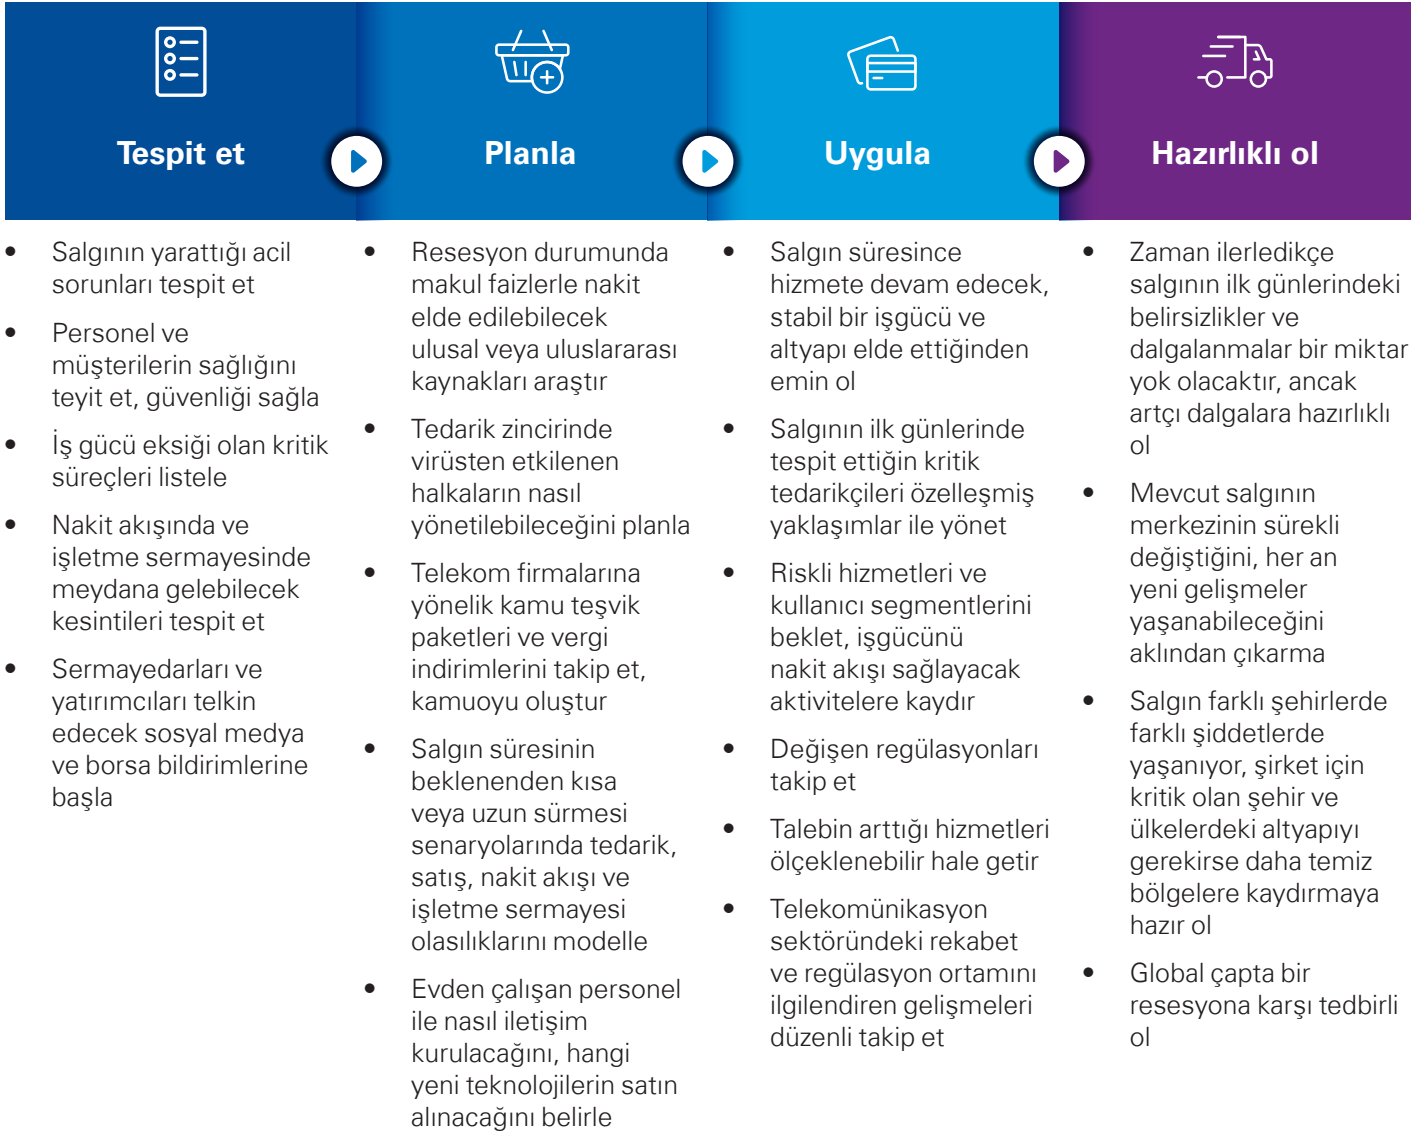 Tespit et
Planla
Uygula
Hazırlıklı ol
• Salgının yarattığı acil
sorunları tespit et
• Personel ve
müşterilerin sağlığını
teyit et, güvenliği sağla
• İş gücü eksiği olan kritik
süreçleri listele
• Nakit akışında ve
işletme sermayesinde
meydana gelebilecek
kesintileri tespit et
• Sermayedarları ve
yatırımcıları telkin
edecek sosyal medya
ve borsa bildirimlerine
başla
• Resesyon durumunda
makul faizlerle nakit
elde edilebilecek
ulusal veya uluslararası
kaynakları araştır
• Tedarik zincirinde
virüsten etkilenen
halkaların nasıl
yönetilebileceğini planla
• Telekom firmalarına
yönelik kamu teşvik
paketleri ve vergi
indirimlerini takip et,
kamuoyu oluştur
• Salgın süresinin
beklenenden kısa
veya uzun sürmesi
senaryolarında tedarik,
satış, nakit akışı ve
işletme sermayesi
olasılıklarını modelle
• Evden çalışan personel
ile nasıl iletişim
kurulacağını, hangi
yeni teknolojilerin satın
alınacağını belirle
• Salgın süresince
hizmete devam edecek,
stabil bir işgücü ve
altyapı elde ettiğinden
emin ol
• Salgının ilk günlerinde
tespit ettiğin kritik
tedarikçileri özelleşmiş
yaklaşımlar ile yönet
• Riskli hizmetleri ve
kullanıcı segmentlerini
beklet, işgücünü
nakit akışı sağlayacak
aktivitelere kaydır
• Değişen regülasyonları
takip et
• Talebin arttığı hizmetleri
ölçeklenebilir hale getir
• Telekomünikasyon
sektöründeki rekabet
ve regülasyon ortamını
ilgilendiren gelişmeleri
düzenli takip et
• Zaman ilerledikçe
salgının ilk günlerindeki
belirsizlikler ve
dalgalanmalar bir miktar
yok olacaktır, ancak
artçı dalgalara hazırlıklı
ol
• Mevcut salgının
merkezinin sürekli
değiştiğini, her an
yeni gelişmeler
yaşanabileceğini
aklından çıkarma
• Salgın farklı şehirlerde
farklı şiddetlerde
yaşanıyor, şirket için
kritik olan şehir ve
ülkelerdeki altyapıyı
gerekirse daha temiz
bölgelere kaydırmaya
hazır ol
• Global çapta bir
resesyona karşı tedbirli
ol